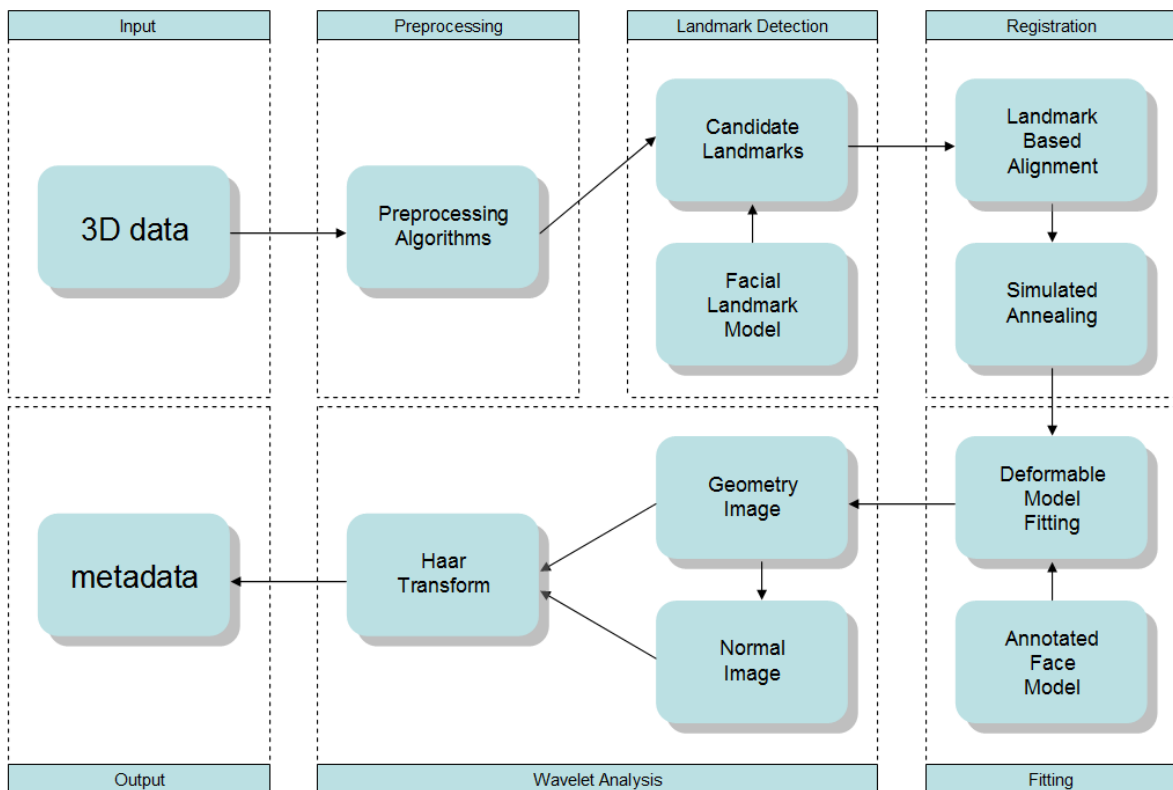 Input
Preprocessing
Landmark Detection
Registration
3D data
Preprocessing
Algorithms
Candidate
Landmarks
Facial
Landmark
Model
Landmark
Based
Alignment
Simulated
Annealing
metadata
Haar
Transform
Geometry
Image
Normal
Image
Deformable
Model
Fitting
Annotated
Face
Model
Output
Wavelet Analysis
Fitting